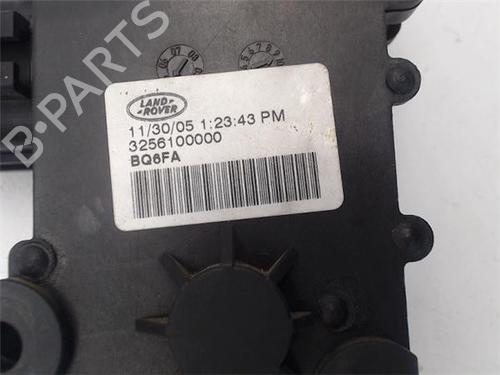 B-PARTS
LAND-
ROVER
11/30/05 1:23:43 PM
3256100000
BQ6FA